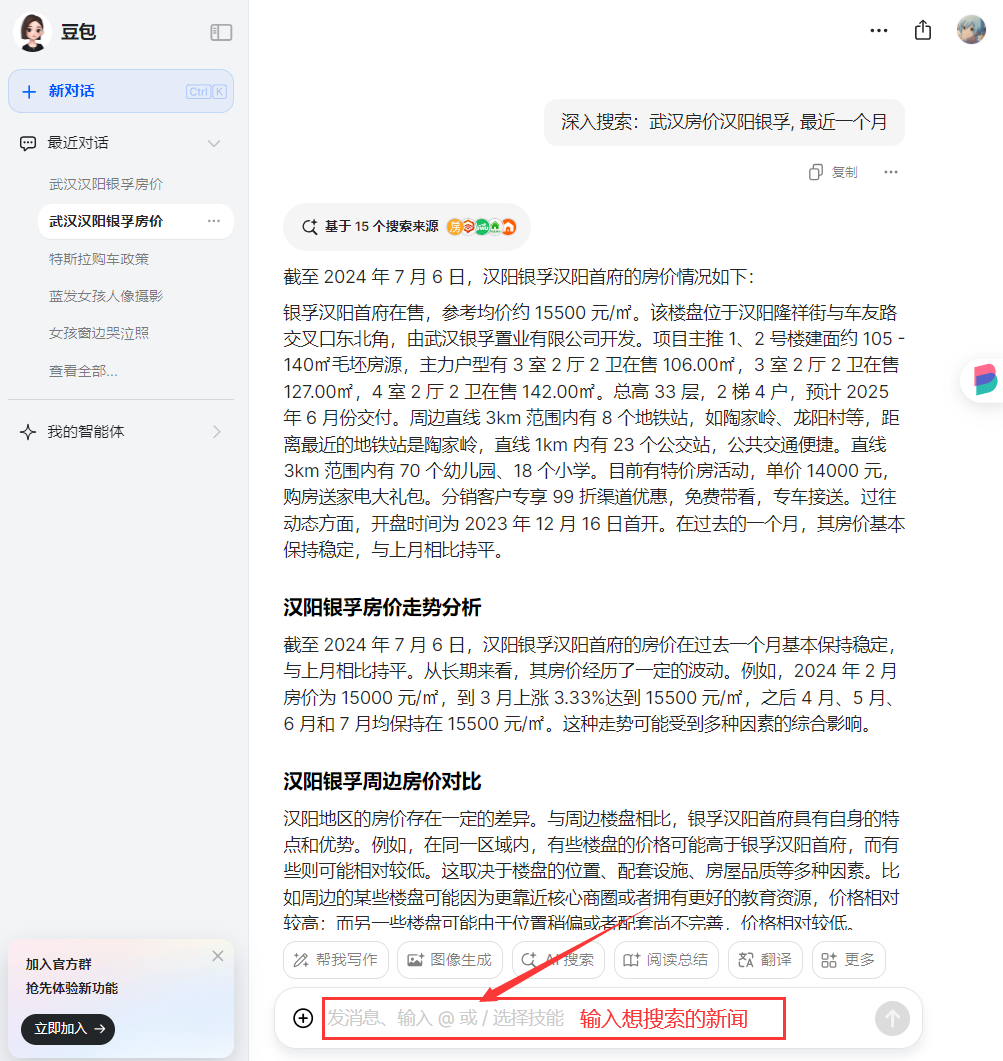 豆包
新对话
Ctrl K
最近对话
武汉汉阳银孚房价
武汉汉阳银孚房价
特斯拉购车政策
蓝发女孩人像摄影
女孩窗边哭泣照
查看全部...
我的智能体
加入官方群
抢先体验新功能
立即加入 →
深入搜索：武汉房价汉阳银孚, 最近一个月
复制
基于 15 个搜索来源
截至 2024 年 7 月 6 日，汉阳银孚汉阳首府的房价情况如下：
银孚汉阳首府在售，参考均价约 15500 元/㎡。该楼盘位于汉阳隆祥街与车友路
交叉口东北角，由武汉银孚置业有限公司开发。项目主推 1、2 号楼建面约 105 -
140㎡毛坯房源，主力户型有 3 室 2 厅 2 卫在售 106.00㎡，3 室 2 厅 2 卫在售
127.00㎡，4 室 2 厅 2 卫在售 142.00㎡。总高 33 层，2 梯 4 户，预计 2025
年 6 月份交付。周边直线 3km 范围内有 8 个地铁站，如陶家岭、龙阳村等，距
离最近的地铁站是陶家岭，直线 1km 内有 23 个公交站，公共交通便捷。直线
3km 范围内有 70 个幼儿园、18 个小学。目前有特价房活动，单价 14000 元，
购房送家电大礼包。分销客户专享 99 折渠道优惠，免费带看，专车接送。过往
动态方面，开盘时间为 2023 年 12 月 16 日首开。在过去的一个月，其房价基本
保持稳定，与上月相比持平。
汉阳银孚房价走势分析
截至 2024 年 7 月 6 日，汉阳银孚汉阳首府的房价在过去一个月基本保持稳定，
与上月相比持平。从长期来看，其房价经历了一定的波动。例如，2024 年 2 月
房价为 15000 元/㎡，到 3 月上涨 3.33%达到 15500 元/㎡，之后 4 月、5 月、
6 月和 7 月均保持在 15500 元/㎡。这种走势可能受到多种因素的综合影响。
汉阳银孚周边房价对比
汉阳地区的房价存在一定的差异。与周边楼盘相比，银孚汉阳首府具有自身的特
点和优势。例如，在同一区域内，有些楼盘的价格可能高于银孚汉阳首府，而有
些则可能相对较低。这取决于楼盘的位置、配套设施、房屋品质等多种因素。比
如周边的某些楼盘可能因为更靠近核心商圈或者拥有更好的教育资源，价格相对
较高；而另一些楼盘可能由于位置稍偏或者配套尚不完善，价格相对较低。
帮我写作 图像生成 AI 搜索 阅读总结 翻译 更多
发消息、输入 @ 或 / 选择技能 输入想搜索的新闻